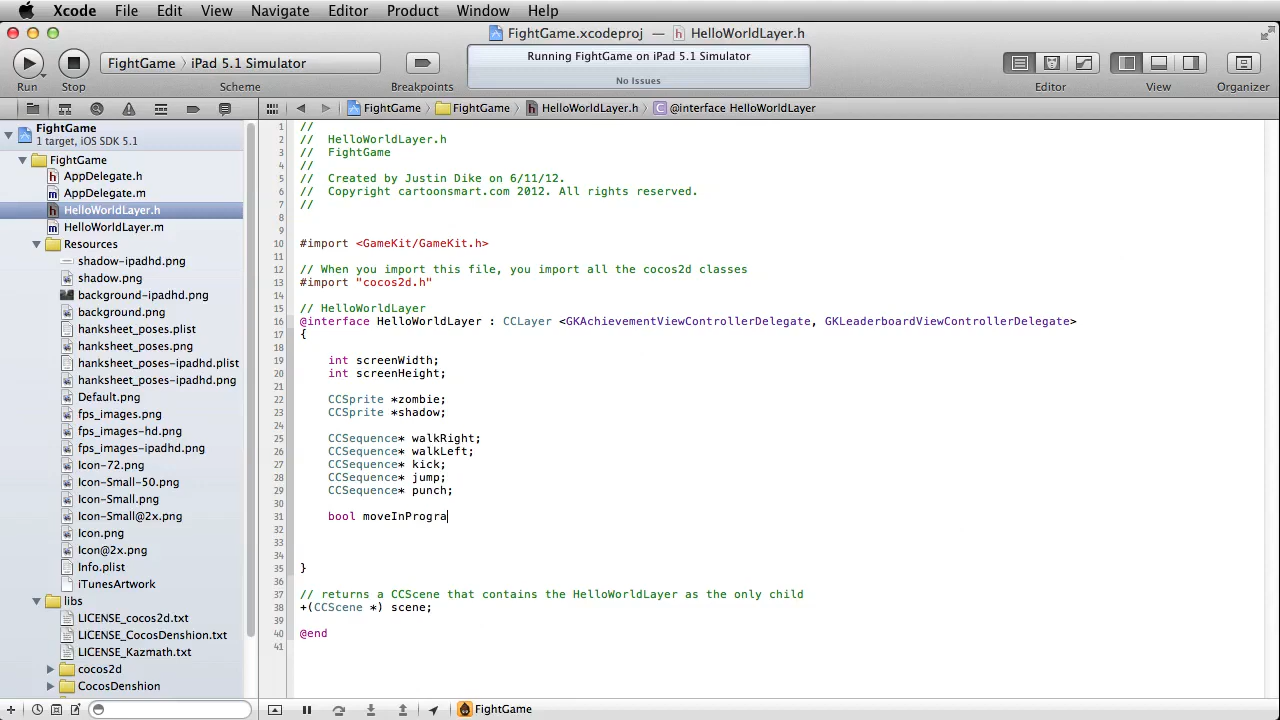 Xcode File Edit View Navigate Editor Product Window Help
FightGame.xcodeproj — HelloWorldLayer.h
FightGame 〉 iPad 5.1 Simulator
Running FightGame on iPad 5.1 Simulator
No Issues
Run Stop Scheme Breakpoints Editor View Organizer
FightGame FightGame HelloWorldLayer.h @interface HelloWorldLayer
FightGame
1 target, iOS SDK 5.1
FightGame
AppDelegate.h
AppDelegate.m
HelloWorldLayer.h
HelloWorldLayer.m
Resources
shadow-ipadhd.png
shadow.png
background-ipadhd.png
background.png
hanksheet_poses.plist
hanksheet_poses.png
hanksheet_poses-ipadhd.plist
hanksheet_poses-ipadhd.png
Default.png
fps_images.png
fps_images-hd.png
fps_images-ipadhd.png
Icon-72.png
Icon-Small-50.png
Icon-Small.png
Icon-Small@2x.png
Icon.png
Icon@2x.png
Info.plist
iTunesArtwork
libs
LICENSE_cocos2d.txt
LICENSE_CocosDenshion.txt
LICENSE_Kazmath.txt
cocos2d
CocosDenshion
1 //
2 //  HelloWorldLayer.h
3 //  FightGame
4 //
5 //  Created by Justin Dike on 6/11/12.
6 //  Copyright cartoonsmart.com 2012. All rights reserved.
7 //
8
9
10 #import <GameKit/GameKit.h>
11
12 // When you import this file, you import all the cocos2d classes
13 #import "cocos2d.h"
14
15 // HelloWorldLayer
16 @interface HelloWorldLayer : CCLayer <GKAchievementViewControllerDelegate, GKLeaderboardViewControllerDelegate>
17 {
18
19 int screenWidth;
20 int screenHeight;
21
22 CCSprite *zombie;
23 CCSprite *shadow;
24
25 CCSequence* walkRight;
26 CCSequence* walkLeft;
27 CCSequence* kick;
28 CCSequence* jump;
29 CCSequence* punch;
30
31 bool moveInProgra
32
33
34
35 }
36
37 // returns a CCScene that contains the HelloWorldLayer as the only child
38 +(CCScene *) scene;
39
40 @end
41
FightGame